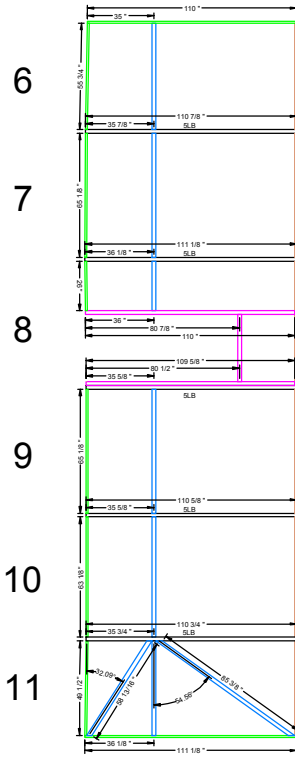 110 "
35 "
6
55 3/4 "
110 7/8 "
35 7/8 "
5LB
7
65 1/8 "
111 1/8 "
36 1/8 "
5LB
26"
8
36 "
80 7/8 "
110 "
109 5/8 "
80 1/2 "
35 5/8 "
5LB
9
65 1/8 "
110 5/8 "
35 5/8 "
5LB
10
63 1/8 "
110 3/4 "
35 3/4 "
5LB
11
49 1/2 "
32.09°
58 13/16 "
54.56°
85 3/8 "
36 1/8 "
111 1/8 "